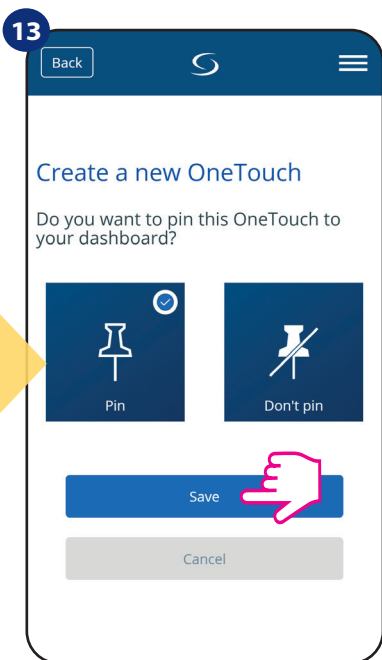 13
Back
Create a new OneTouch
Do you want to pin this OneTouch to
your dashboard?
Pin
Don't pin
Save
Cancel